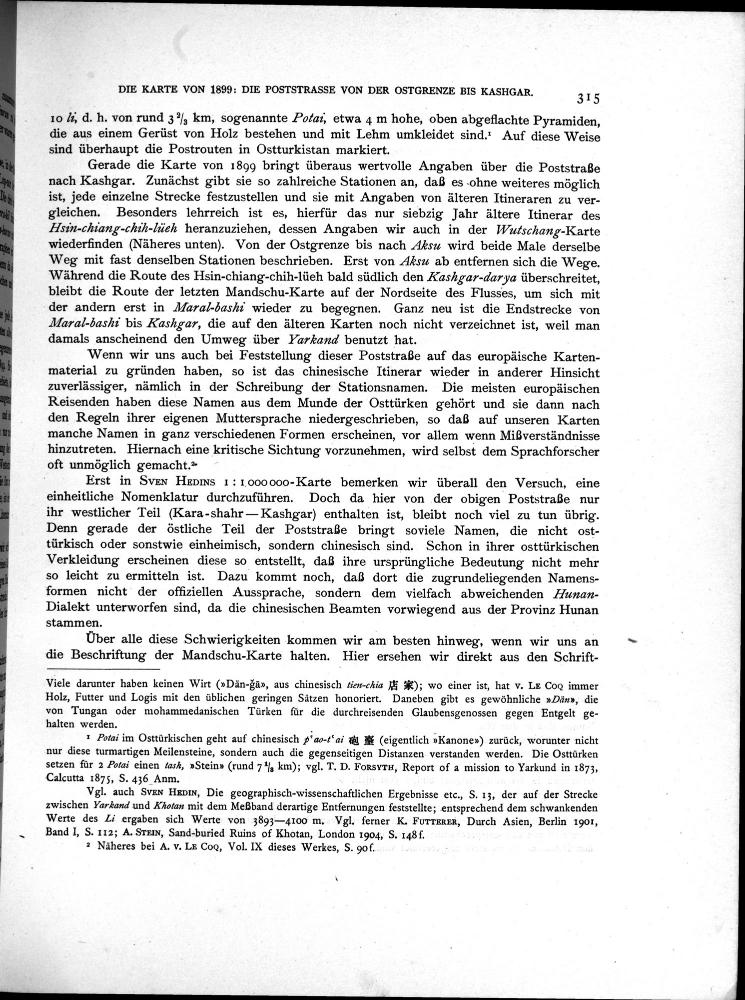 DIE KARTE VON 1899: DIE POSTSTRASSE VON DER OSTGRENZE BIS KASHGAR.
315
10 li, d. h. von rund 3 2/3 km, sogenannte Potai, etwa 4 m hohe, oben abgeflachte Pyramiden,
die aus einem Gerüst von Holz bestehen und mit Lehm umkleidet sind.¹ Auf diese Weise
sind überhaupt die Postrouten in Ostturkistan markiert.
Gerade die Karte von 1899 bringt überaus wertvolle Angaben über die Poststraße
nach Kashgar. Zunächst gibt sie so zahlreiche Stationen an, daß es ohne weiteres möglich
ist, jede einzelne Strecke festzustellen und sie mit Angaben von älteren Itineraren zu ver-
gleichen. Besonders lehrreich ist es, hierfür das nur siebzig Jahr ältere Itinerar des
Hsin-chiang-chih-lüeh heranzuziehen, dessen Angaben wir auch in der Wutschang-Karte
wiederfinden (Näheres unten). Von der Ostgrenze bis nach Aksu wird beide Male derselbe
Weg mit fast denselben Stationen beschrieben. Erst von Aksu ab entfernen sich die Wege.
Während die Route des Hsin-chiang-chih-lüeh bald südlich den Kashgar-darya überschreitet,
bleibt die Route der letzten Mandschu-Karte auf der Nordseite des Flusses, um sich mit
der andern erst in Maral-bashi wieder zu begegnen. Ganz neu ist die Endstrecke von
Maral-bashi bis Kashgar, die auf den älteren Karten noch nicht verzeichnet ist, weil man
damals anscheinend den Umweg über Yarkand benutzt hat.
Wenn wir uns auch bei Feststellung dieser Poststraße auf das europäische Karten-
material zu gründen haben, so ist das chinesische Itinerar wieder in anderer Hinsicht
zuverlässiger, nämlich in der Schreibung der Stationsnamen. Die meisten europäischen
Reisenden haben diese Namen aus dem Munde der Osttürken gehört und sie dann nach
den Regeln ihrer eigenen Muttersprache niedergeschrieben, so daß auf unseren Karten
manche Namen in ganz verschiedenen Formen erscheinen, vor allem wenn Mißverständnisse
hinzutreten. Hiernach eine kritische Sichtung vorzunehmen, wird selbst dem Sprachforscher
oft unmöglich gemacht.²
Erst in SVEN HEDINS 1 : 1 000 000-Karte bemerken wir überall den Versuch, eine
einheitliche Nomenklatur durchzuführen. Doch da hier von der obigen Poststraße nur
ihr westlicher Teil (Kara-shahr—Kashgar) enthalten ist, bleibt noch viel zu tun übrig.
Denn gerade der östliche Teil der Poststraße bringt soviele Namen, die nicht ost-
türkisch oder sonstwie einheimisch, sondern chinesisch sind. Schon in ihrer osttürkischen
Verkleidung erscheinen diese so entstellt, daß ihre ursprüngliche Bedeutung nicht mehr
so leicht zu ermitteln ist. Dazu kommt noch, daß dort die zugrundeliegenden Namens-
formen nicht der offiziellen Aussprache, sondern dem vielfach abweichenden Hunan-
Dialekt unterworfen sind, da die chinesischen Beamten vorwiegend aus der Provinz Hunan
stammen.
Über alle diese Schwierigkeiten kommen wir am besten hinweg, wenn wir uns an
die Beschriftung der Mandschu-Karte halten. Hier ersehen wir direkt aus den Schrift-
Viele darunter haben keinen Wirt (»Dän-ğä», aus chinesisch tien-chia 店 家); wo einer ist, hat v. LE COQ immer
Holz, Futter und Logis mit den üblichen geringen Sätzen honoriert. Daneben gibt es gewöhnliche »Dän», die
von Tungan oder mohammedanischen Türken für die durchreisenden Glaubensgenossen gegen Entgelt ge-
halten werden.
¹ Potai im Osttürkischen geht auf chinesisch p'ao-t'ai 砲 臺 (eigentlich »Kanone») zurück, worunter nicht
nur diese turmartigen Meilensteine, sondern auch die gegenseitigen Distanzen verstanden werden. Die Osttürken
setzen für 2 Potai einen tash, »Stein» (rund 7 1/3 km); vgl. T. D. FORSYTH, Report of a mission to Yarkund in 1873,
Calcutta 1875, S. 436 Anm.
Vgl. auch SVEN HEDIN, Die geographisch-wissenschaftlichen Ergebnisse etc., S. 13, der auf der Strecke
zwischen Yarkand und Khotan mit dem Meßband derartige Entfernungen feststellte; entsprechend dem schwankenden
Werte des Li ergaben sich Werte von 3893—4100 m. Vgl. ferner K. FUTTERER, Durch Asien, Berlin 1901,
Band I, S. 112; A. STEIN, Sand-buried Ruins of Khotan, London 1904, S. 148 f.
² Näheres bei A. v. LE COQ, Vol. IX dieses Werkes, S. 90 f.